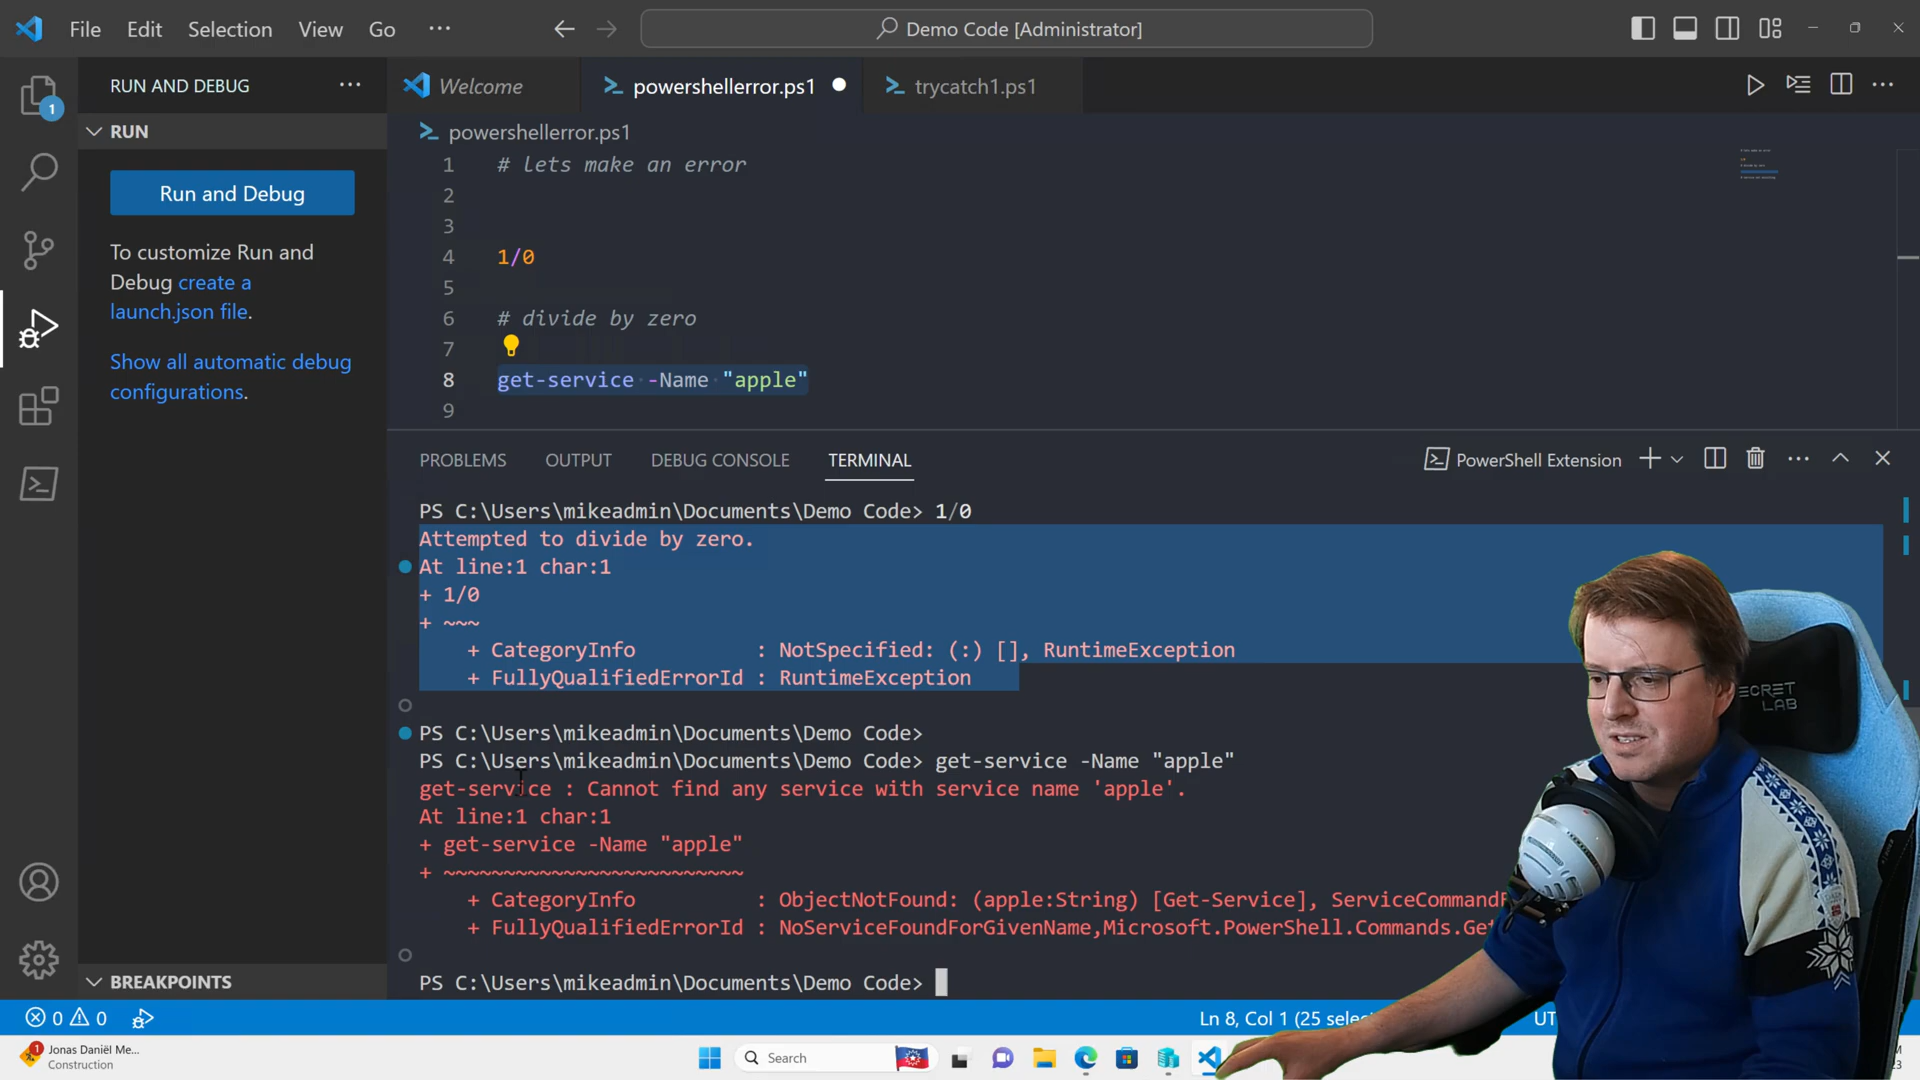 File Edit Selection View Go ··· Demo Code [Administrator]
RUN AND DEBUG ···
Welcome powershellerror.ps1 trycatch1.ps1
RUN
powershellerror.ps1
1
Run and Debug
To customize Run and
Debug create a
launch.json file.
Show all automatic debug
configurations.
1 # lets make an error
2
3
4 1/0
5
6 # divide by zero
7
8 get-service -Name "apple"
9
PROBLEMS OUTPUT DEBUG CONSOLE TERMINAL PowerShell Extension
PS C:\Users\mikeadmin\Documents\Demo Code> 1/0
Attempted to divide by zero.
At line:1 char:1
+ 1/0
+ ~~~
    + CategoryInfo          : NotSpecified: (:) [], RuntimeException
    + FullyQualifiedErrorId : RuntimeException
PS C:\Users\mikeadmin\Documents\Demo Code>
PS C:\Users\mikeadmin\Documents\Demo Code> get-service -Name "apple"
get-service : Cannot find any service with service name 'apple'.
At line:1 char:1
+ get-service -Name "apple"
+ ~~~~~~~~~~~~~~~~~~~~~~~~~
    + CategoryInfo          : ObjectNotFound: (apple:String) [Get-Service], ServiceCommand
    + FullyQualifiedErrorId : NoServiceFoundForGivenName,Microsoft.PowerShell.Commands.Get
PS C:\Users\mikeadmin\Documents\Demo Code>
BREAKPOINTS
0 0 Ln 8, Col 1 (25 selec UT
1
Jonas Daniël Me...
Construction
Search
M
23
SECRET
LAB